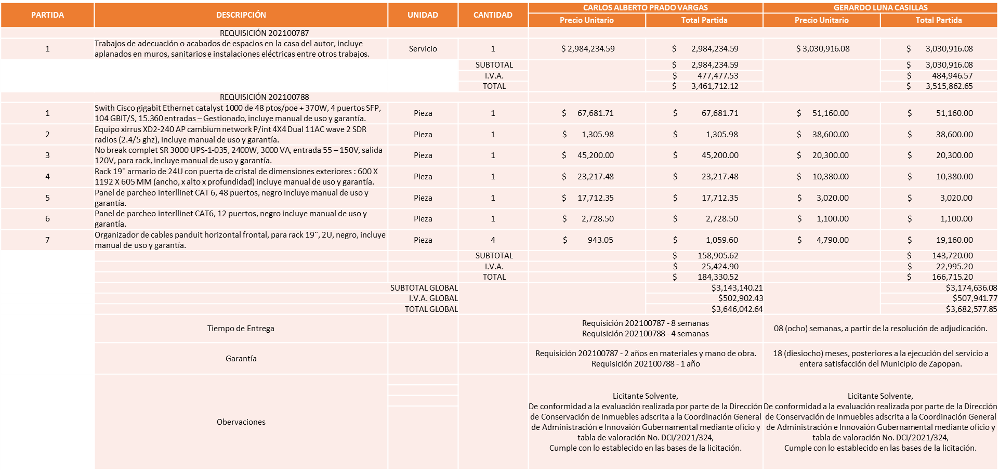 PARTIDA DESCRIPCIÓN UNIDAD CANTIDAD CARLOS ALBERTO PRADO VARGAS GERARDO LUNA CASILLAS
Precio Unitario Total Partida Precio Unitario Total Partida
REQUISICIÓN 202100787
1 Trabajos de adecuación o acabados de espacios en la casa del autor, incluye
aplanados en muros, sanitarios e instalaciones eléctricas entre otros trabajos. Servicio 1 $ 2,984,234.59 $ 2,984,234.59 $ 3,030,916.08 $ 3,030,916.08
SUBTOTAL $ 2,984,234.59 $ 3,030,916.08
I.V.A. $ 477,477.53 $ 484,946.57
TOTAL $ 3,461,712.12 $ 3,515,862.65
REQUISICIÓN 202100788
1 Swith Cisco gigabit Ethernet catalyst 1000 de 48 ptos/poe + 370W, 4 puertos SFP,
104 GBIT/S, 15.360 entradas – Gestionado, incluye manual de uso y garantía. Pieza 1 $ 67,681.71 $ 67,681.71 $ 51,160.00 $ 51,160.00
2 Equipo xirrus XD2-240 AP cambium network P/int 4X4 Dual 11AC wave 2 SDR
radios (2.4/5 ghz), incluye manual de uso y garantía. Pieza 1 $ 1,305.98 $ 1,305.98 $ 38,600.00 $ 38,600.00
3 No break complet SR 3000 UPS-1-035, 2400W, 3000 VA, entrada 55 – 150V, salida
120V, para rack, incluye manual de uso y garantía. Pieza 1 $ 45,200.00 $ 45,200.00 $ 20,300.00 $ 20,300.00
4 Rack 19¨ armario de 24U con puerta de cristal de dimensiones exteriores : 600 X
1192 X 605 MM (ancho, x alto x profundidad) incluye manual de uso y garantía. Pieza 1 $ 23,217.48 $ 23,217.48 $ 10,380.00 $ 10,380.00
5 Panel de parcheo interllinet CAT 6, 48 puertos, negro incluye manual de uso y
garantía. Pieza 1 $ 17,712.35 $ 17,712.35 $ 3,020.00 $ 3,020.00
6 Panel de parcheo interllinet CAT6, 12 puertos, negro incluye manual de uso y
garantía. Pieza 1 $ 2,728.50 $ 2,728.50 $ 1,100.00 $ 1,100.00
7 Organizador de cables panduit horizontal frontal, para rack 19¨, 2U, negro, incluye
manual de uso y garantía. Pieza 4 $ 943.05 $ 1,059.60 $ 4,790.00 $ 19,160.00
SUBTOTAL $ 158,905.62 $ 143,720.00
I.V.A. $ 25,424.90 $ 22,995.20
TOTAL $ 184,330.52 $ 166,715.20
SUBTOTAL GLOBAL $3,143,140.21 $3,174,636.08
I.V.A. GLOBAL $502,902.43 $507,941.77
TOTAL GLOBAL $3,646,042.64 $3,682,577.85
Tiempo de Entrega
Requisición 202100787 - 8 semanas
Requisición 202100788 - 4 semanas
08 (ocho) semanas, a partir de la resolución de adjudicación.
Garantía
Requisición 202100787 - 2 años en materiales y mano de obra.
Requisición 202100788 - 1 año
18 (diesiocho) meses, posteriores a la ejecución del servicio a
entera satisfacción del Municipio de Zapopan.
Obervaciones
Licitante Solvente,
De conformidad a la evaluación realizada por parte de la Dirección
de Conservación de Inmuebles adscrita a la Coordinación General
de Administración e Innovaión Gubernamental mediante oficio y
tabla de valoración No. DCI/2021/324,
Cumple con lo establecido en las bases de la licitación.
Licitante Solvente,
De conformidad a la evaluación realizada por parte de la Dirección
de Conservación de Inmuebles adscrita a la Coordinación General
de Administración e Innovaión Gubernamental mediante oficio y
tabla de valoración No. DCI/2021/324,
Cumple con lo establecido en las bases de la licitación.